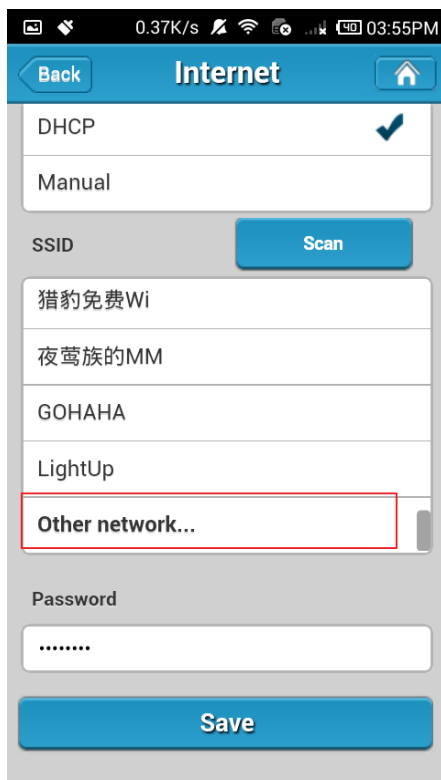 0.37K/s 40 03:55PM
Back Internet
DHCP
Manual
SSID Scan
猎豹免费Wi
夜莺族的MM
GOHAHA
LightUp
Other network...
Password
········
Save